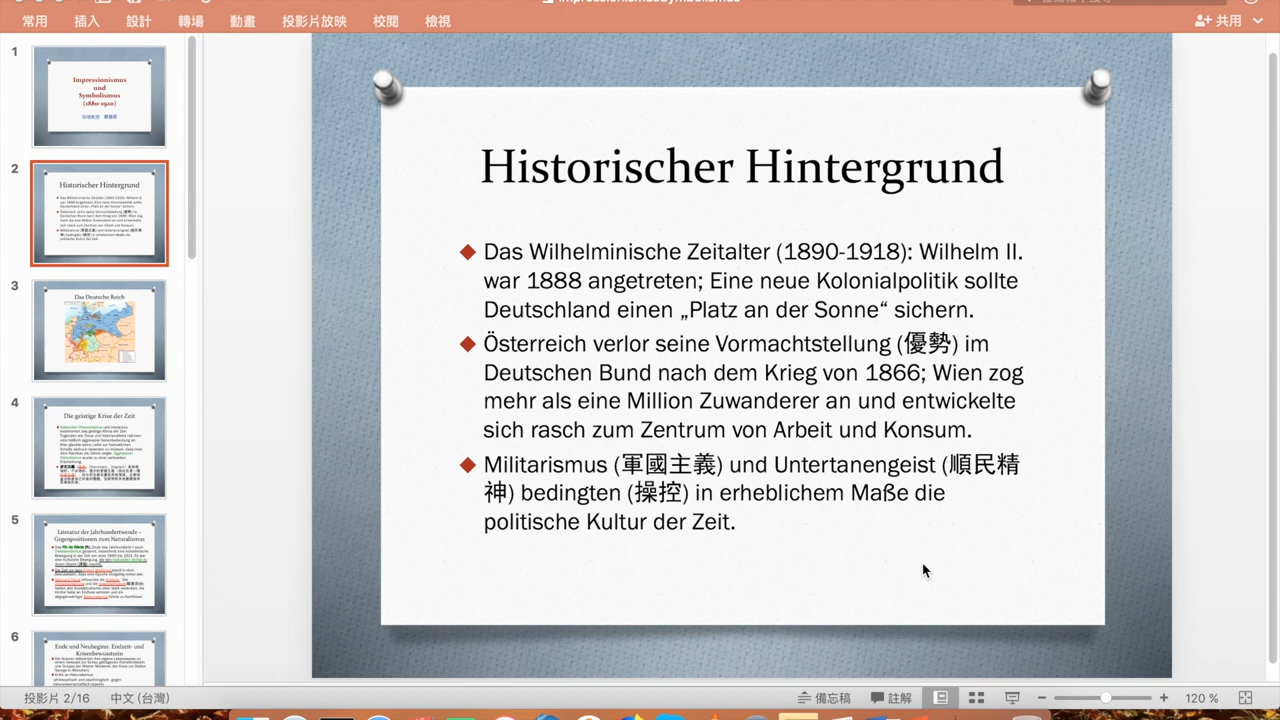 常用 插入 設計 轉場 動畫 投影片放映 校閱 檢視 共用
1
Impressionismus
und
Symbolismus
(1880-1920)
2
Historischer Hintergrund
3
Das Deutsche Reich
4
Die geistige Krise der Zeit
5
Literatur der Jahrhundertwende –
Gegenpositionen zum Naturalismus
6
Ende und Neubeginn: Endzeit- und
Krisenbewusstsein
Historischer Hintergrund
Das Wilhelminische Zeitalter (1890-1918): Wilhelm II.
war 1888 angetreten; Eine neue Kolonialpolitik sollte
Deutschland einen „Platz an der Sonne“ sichern.
Österreich verlor seine Vormachtstellung (優勢) im
Deutschen Bund nach dem Krieg von 1866; Wien zog
mehr als eine Million Zuwanderer an und entwickelte
sich rasch zum Zentrum von Arbeit und Konsum
Militarismus (軍國主義) und Untertanengeist (順民精
神) bedingten (操控) in erheblichem Maße die
politische Kultur der Zeit.
投影片 2/16 中文 (台灣) 備忘稿 註解 120 %